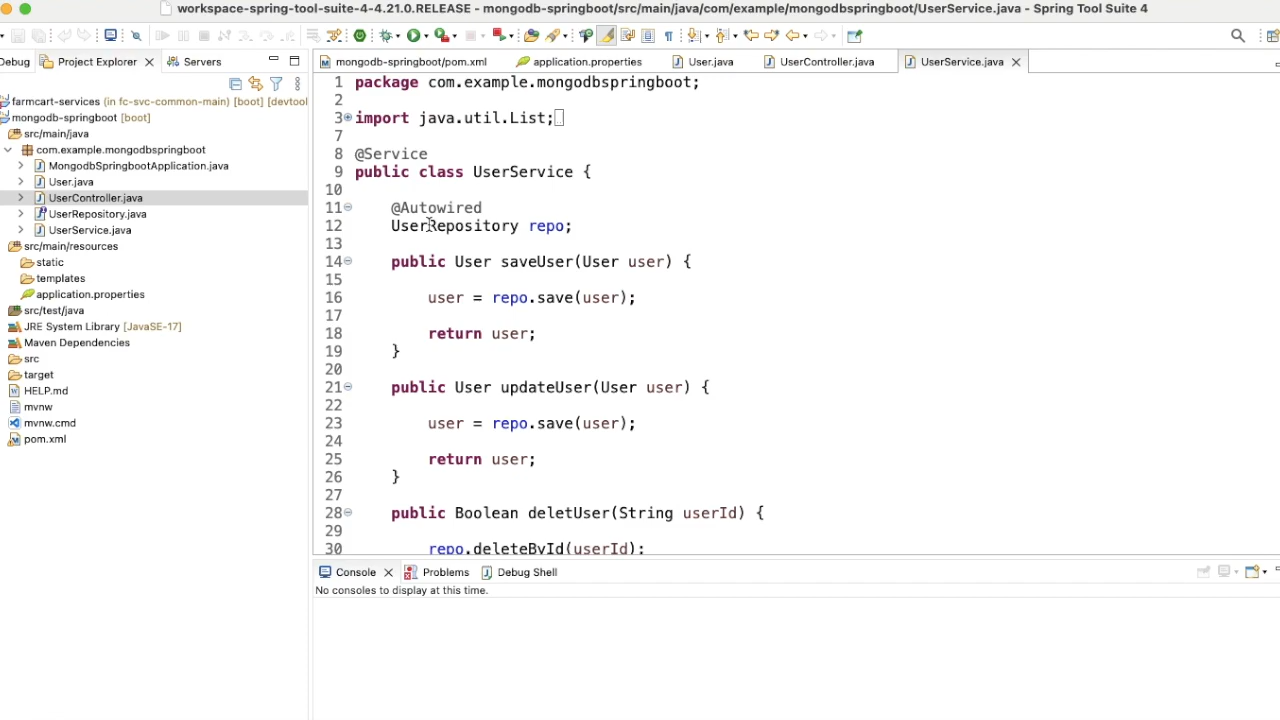 workspace-spring-tool-suite-4-4.21.0.RELEASE - mongodb-springboot/src/main/java/com/example/mongodbspringboot/UserService.java - Spring Tool Suite 4
Debug
Project Explorer
Servers
farmcart-services (in fc-svc-common-main) [boot] [devtool
mongodb-springboot [boot]
src/main/java
com.example.mongodbspringboot
MongodbSpringbootApplication.java
User.java
UserController.java
UserRepository.java
UserService.java
src/main/resources
static
templates
application.properties
src/test/java
JRE System Library [JavaSE-17]
Maven Dependencies
src
target
HELP.md
mvnw
mvnw.cmd
pom.xml
mongodb-springboot/pom.xml
application.properties
User.java
UserController.java
UserService.java
1 package com.example.mongodbspringboot;
2
3 import java.util.List;
7
8 @Service
9 public class UserService {
10
11 @Autowired
12 UserRepository repo;
13
14 public User saveUser(User user) {
15
16 user = repo.save(user);
17
18 return user;
19 }
20
21 public User updateUser(User user) {
22
23 user = repo.save(user);
24
25 return user;
26 }
27
28 public Boolean deletUser(String userId) {
29
30 repo.deleteById(userId);
Console
Problems
Debug Shell
No consoles to display at this time.